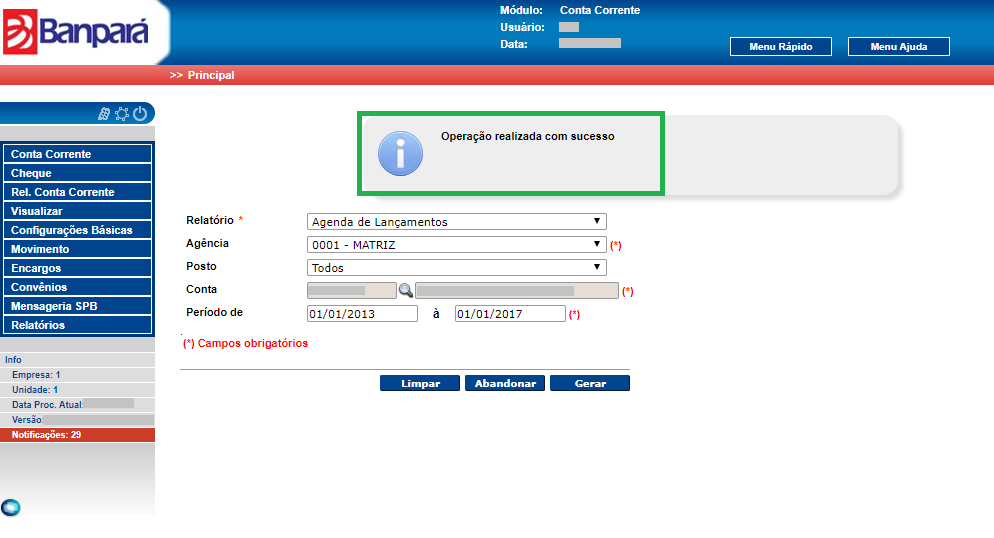 Banpará
Módulo: Conta Corrente
Usuário:
Data:
Menu Rápido
Menu Ajuda
>> Principal
Conta Corrente
Cheque
Rel. Conta Corrente
Visualizar
Configurações Básicas
Movimento
Encargos
Convênios
Mensageria SPB
Relatórios
Info
Empresa: 1
Unidade: 1
Data Proc. Atual:
Versão:
Notificações: 29
Operação realizada com sucesso
Relatório * Agenda de Lançamentos
Agência 0001 - MATRIZ (*)
Posto Todos
Conta (*)
Período de 01/01/2013 à 01/01/2017 (*)
(*) Campos obrigatórios
Limpar
Abandonar
Gerar